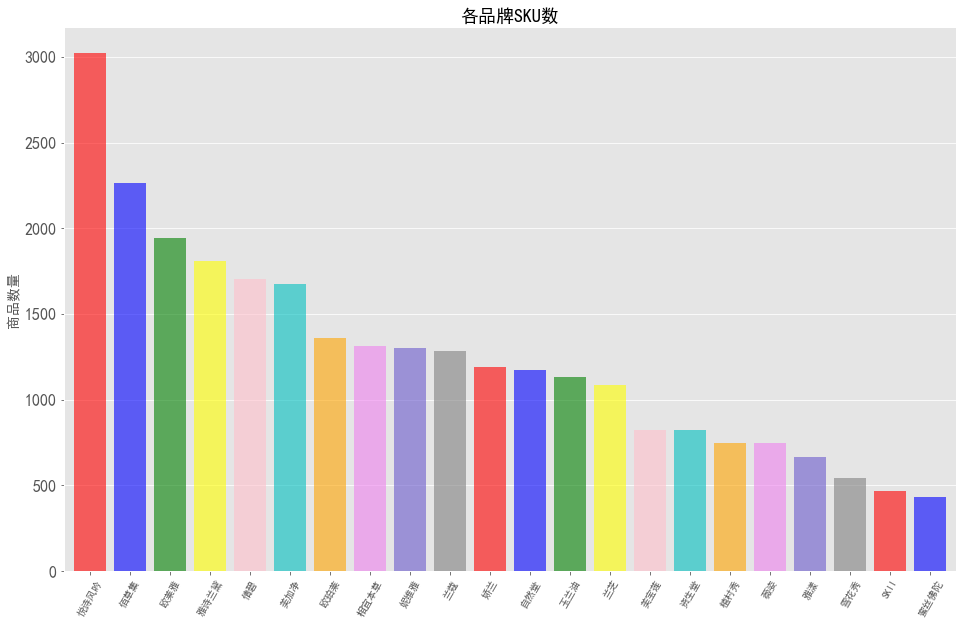 各品牌SKU数
商品数量
3000
2500
2000
1500
1000
500
0
悦诗风吟
佰草集
欧莱雅
雅诗兰黛
倩碧
美加净
欧珀莱
相宜本草
妮维雅
兰蔻
娇兰
自然堂
玉兰油
兰芝
美宝莲
资生堂
植村秀
薇姿
雅漾
雪花秀
SKII
蜜丝佛陀